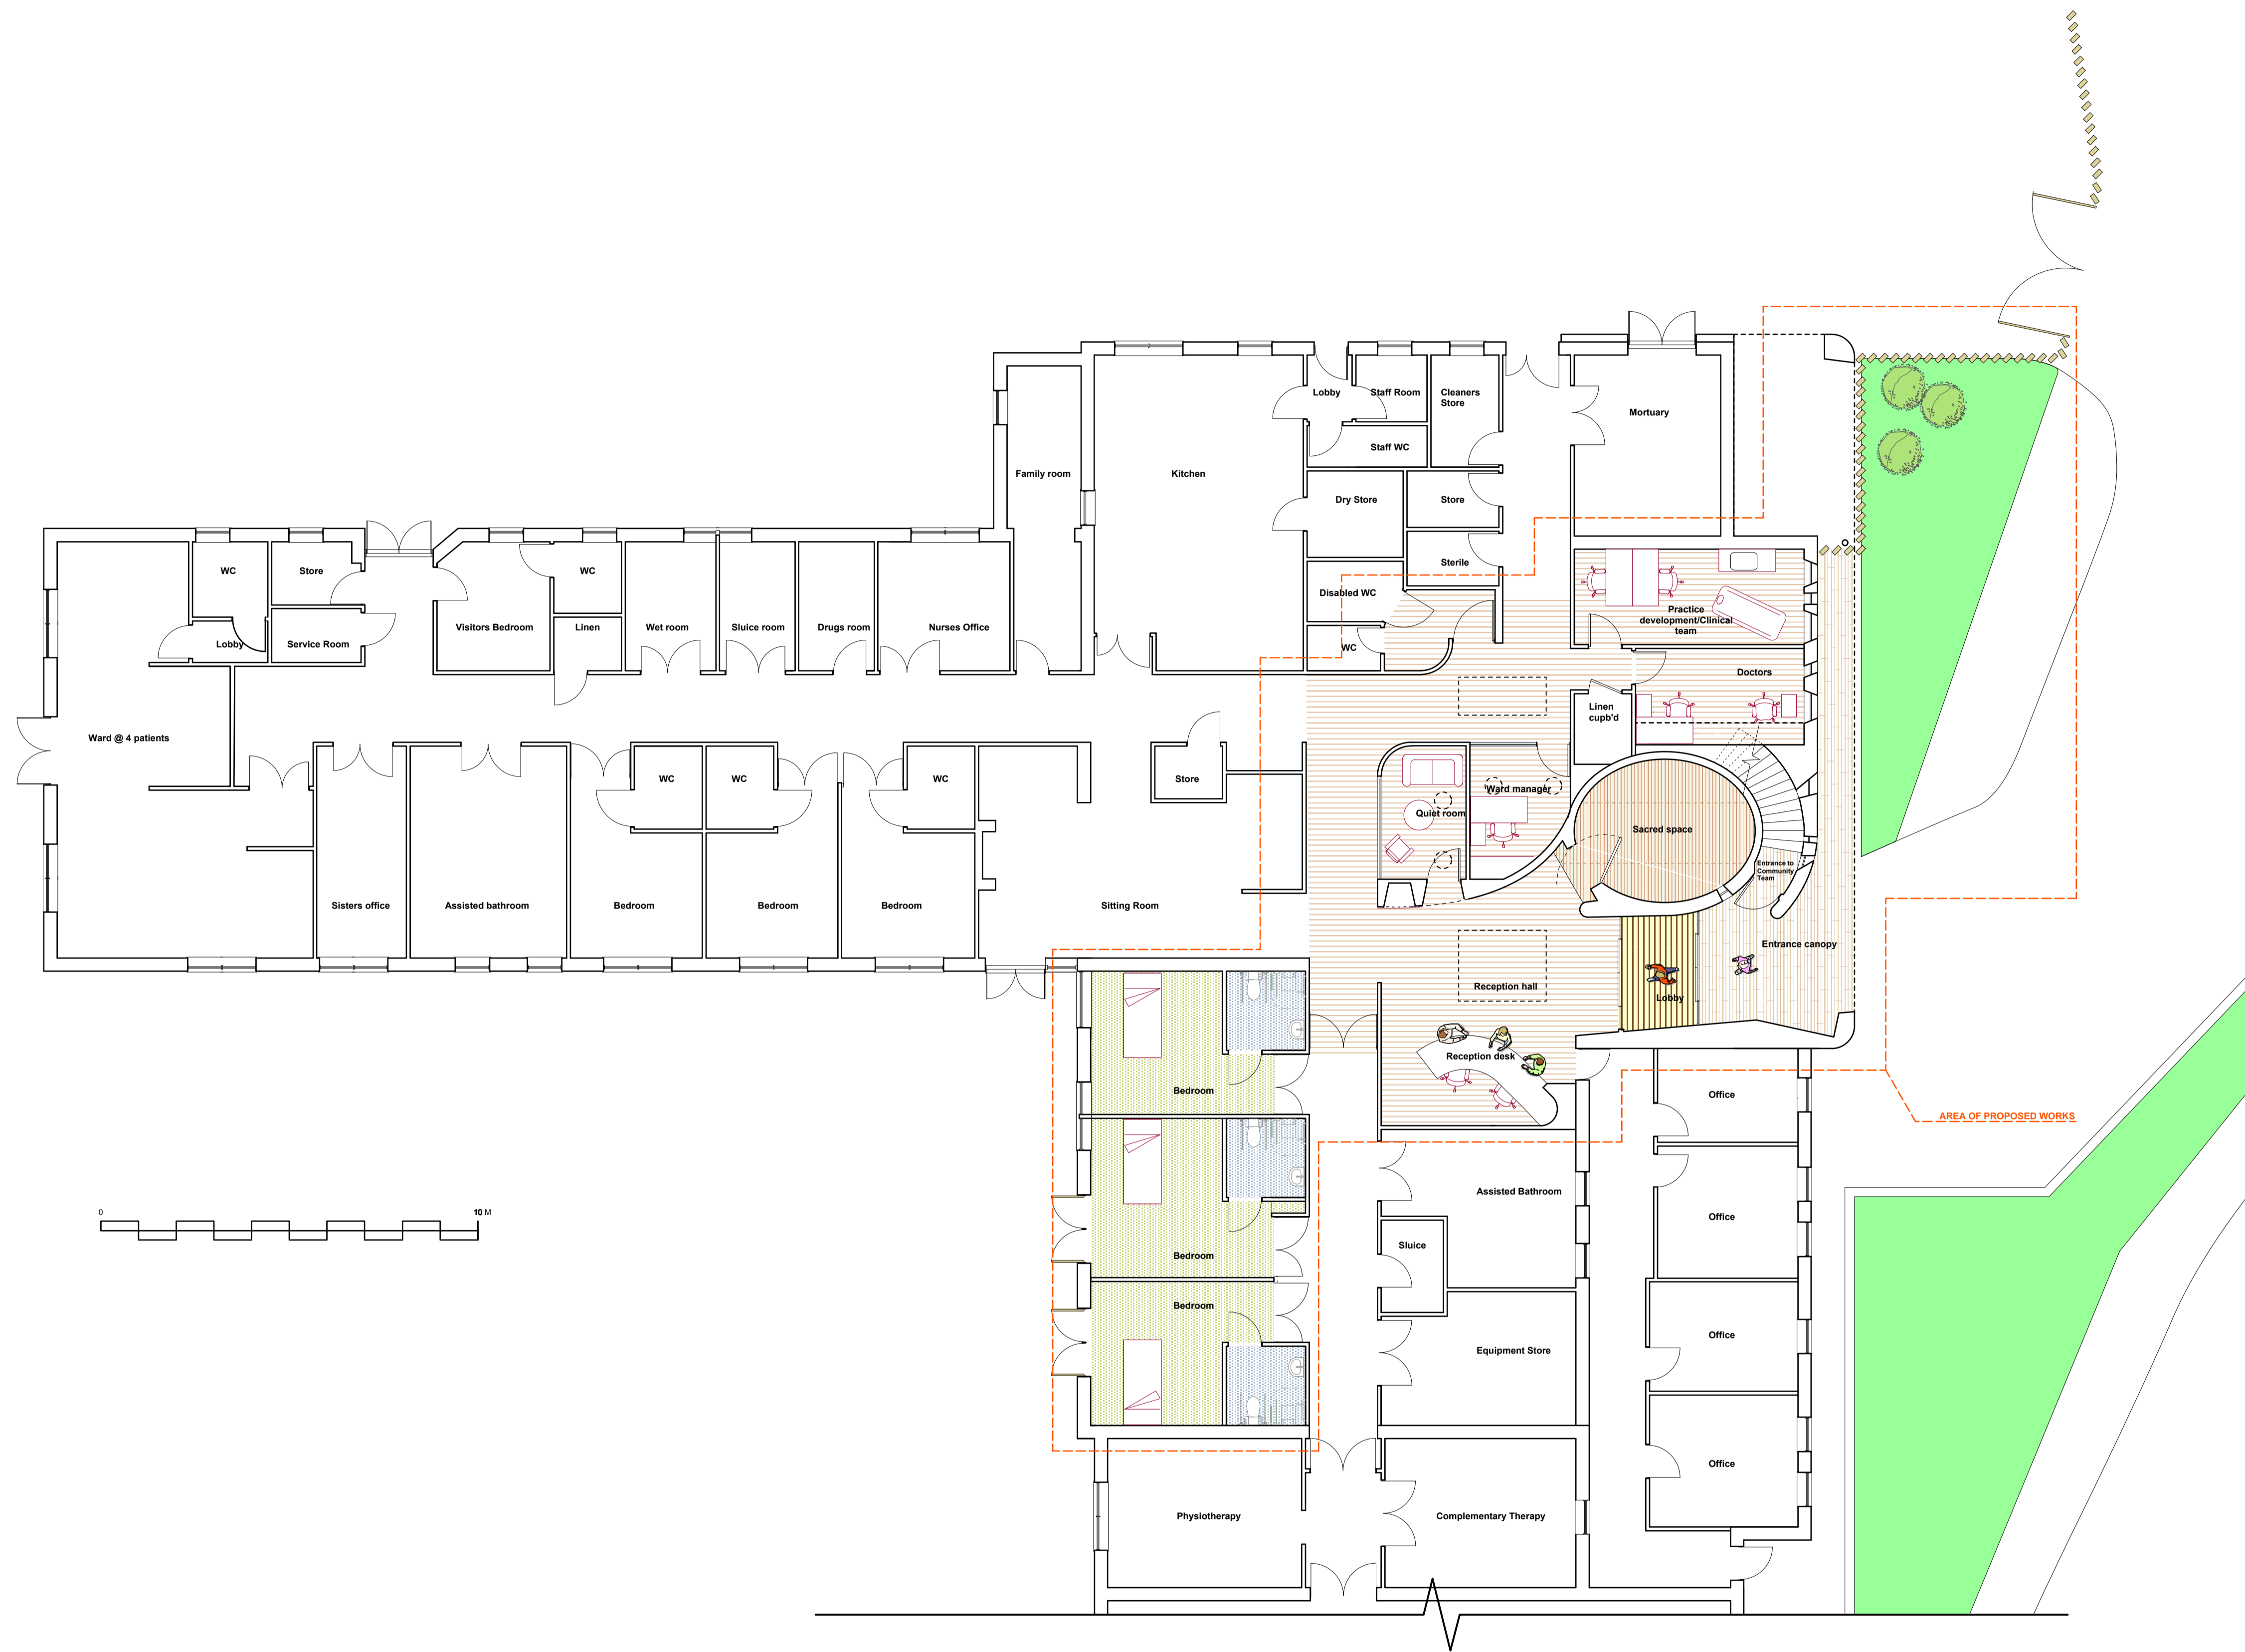 Lobby
Staff Room
Cleaners
Store
Mortuary
Staff WC
Family room
Kitchen
Dry Store
Store
Sterile
WC
Store
WC
Disabled WC
Practice
development/Clinical
team
Lobby
Service Room
Visitors Bedroom
Linen
Wet room
Sluice room
Drugs room
Nurses Office
WC
Doctors
Linen
cupb'd
Ward @ 4 patients
WC
WC
WC
Store
Ward manager
Quiet room
Sacred space
Entrance to
Community
Team
Sisters office
Assisted bathroom
Bedroom
Bedroom
Bedroom
Sitting Room
Entrance canopy
Reception hall
Lobby
Reception desk
Bedroom
Office
AREA OF PROPOSED WORKS
Assisted Bathroom
0
10 M
Office
Sluice
Bedroom
Bedroom
Equipment Store
Office
Office
Physiotherapy
Complementary Therapy